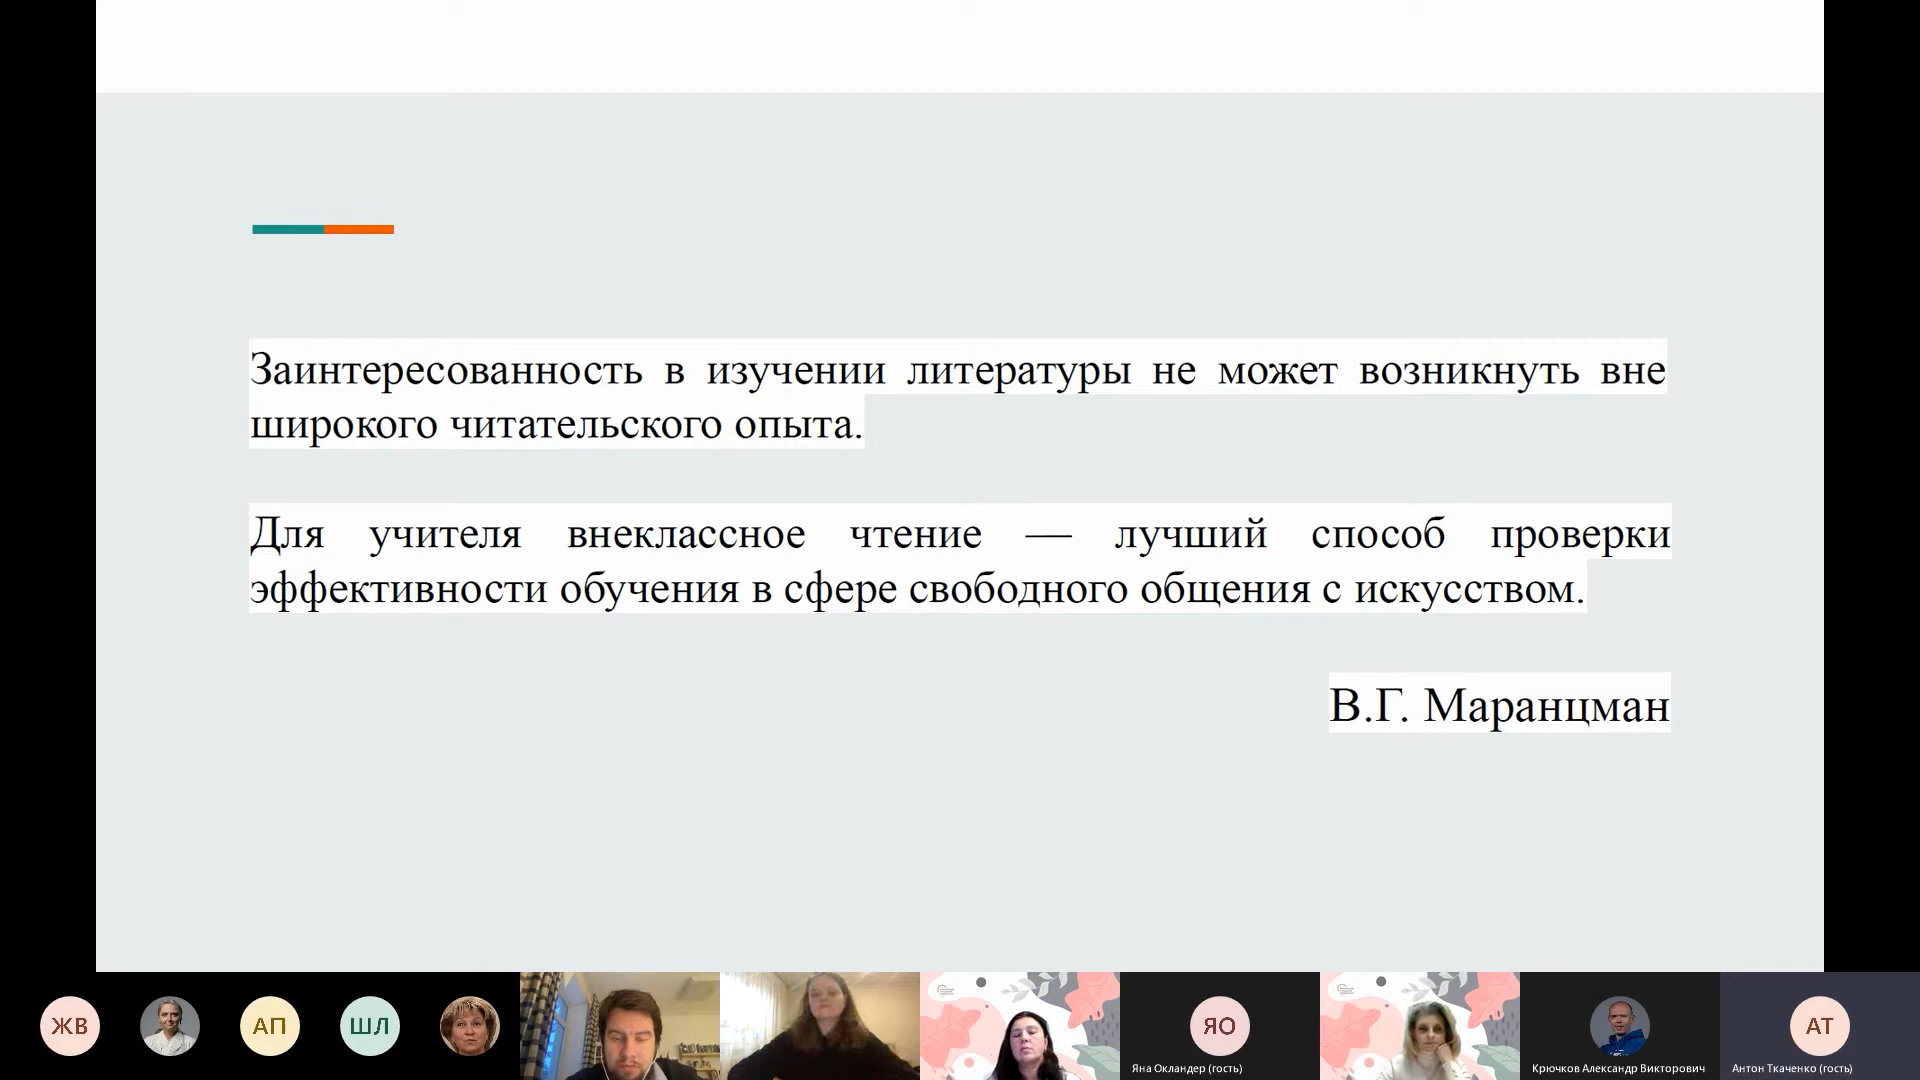 Заинтересованность в изучении литературы не может возникнуть вне
широкого читательского опыта.
Для учителя внеклассное чтение — лучший способ проверки
эффективности обучения в сфере свободного общения с искусством.
В.Г. Маранцман
ЖВ
АП
ШЛ
ЯО
АТ
Яна Окландер (гость)
Крючков Александр Викторович
Антон Ткаченко (гость)